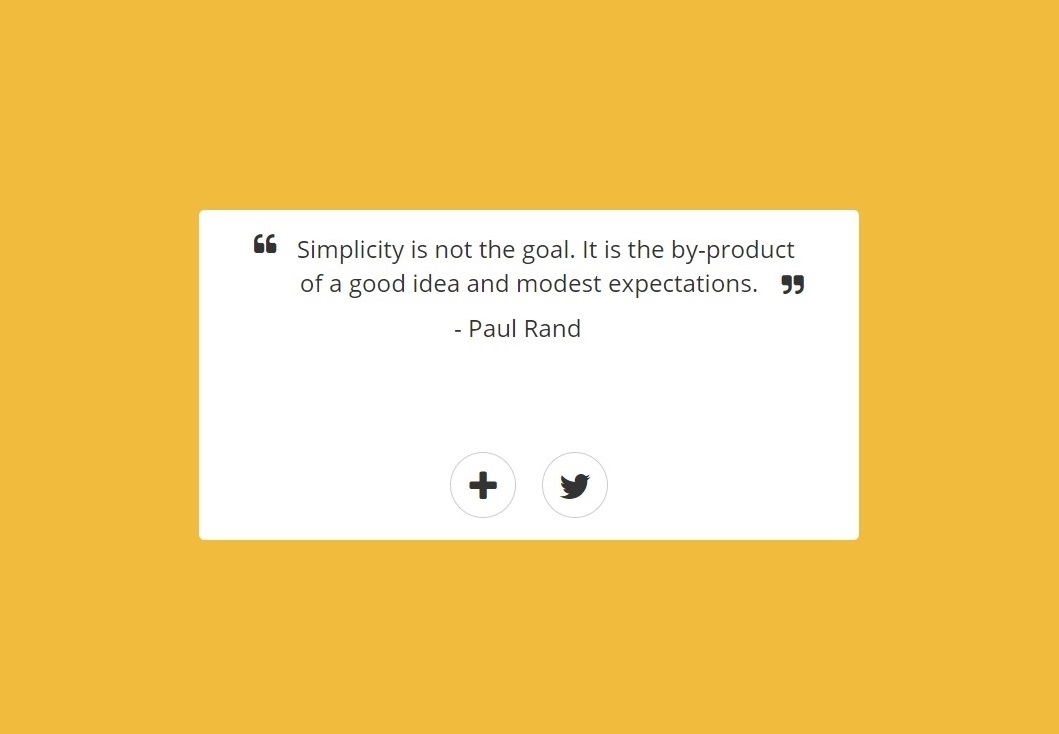 “ Simplicity is not the goal. It is the by-product
of a good idea and modest expectations. ”
- Paul Rand